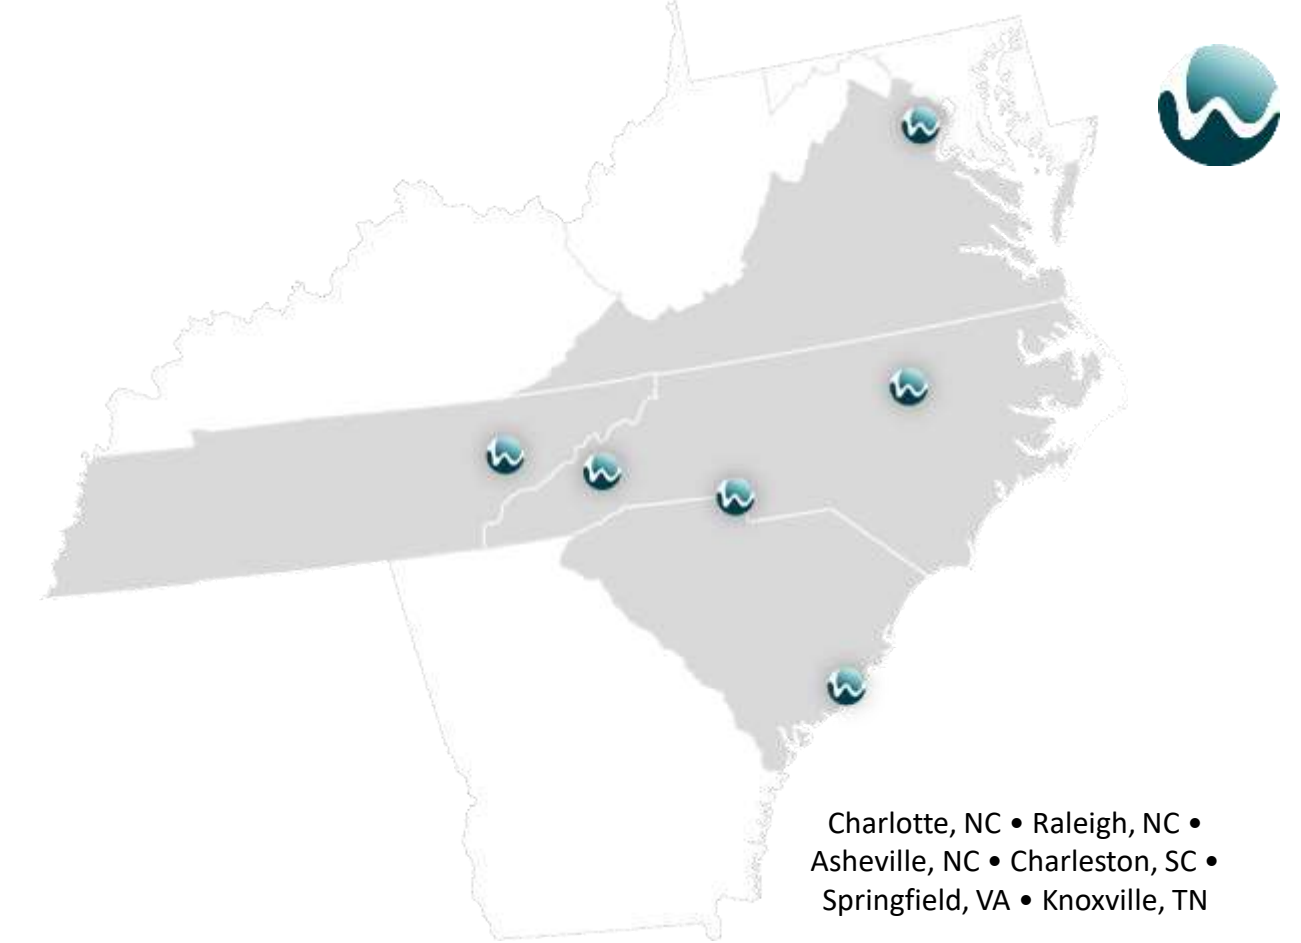 Charlotte, NC • Raleigh, NC •
Asheville, NC • Charleston, SC •
Springfield, VA • Knoxville, TN